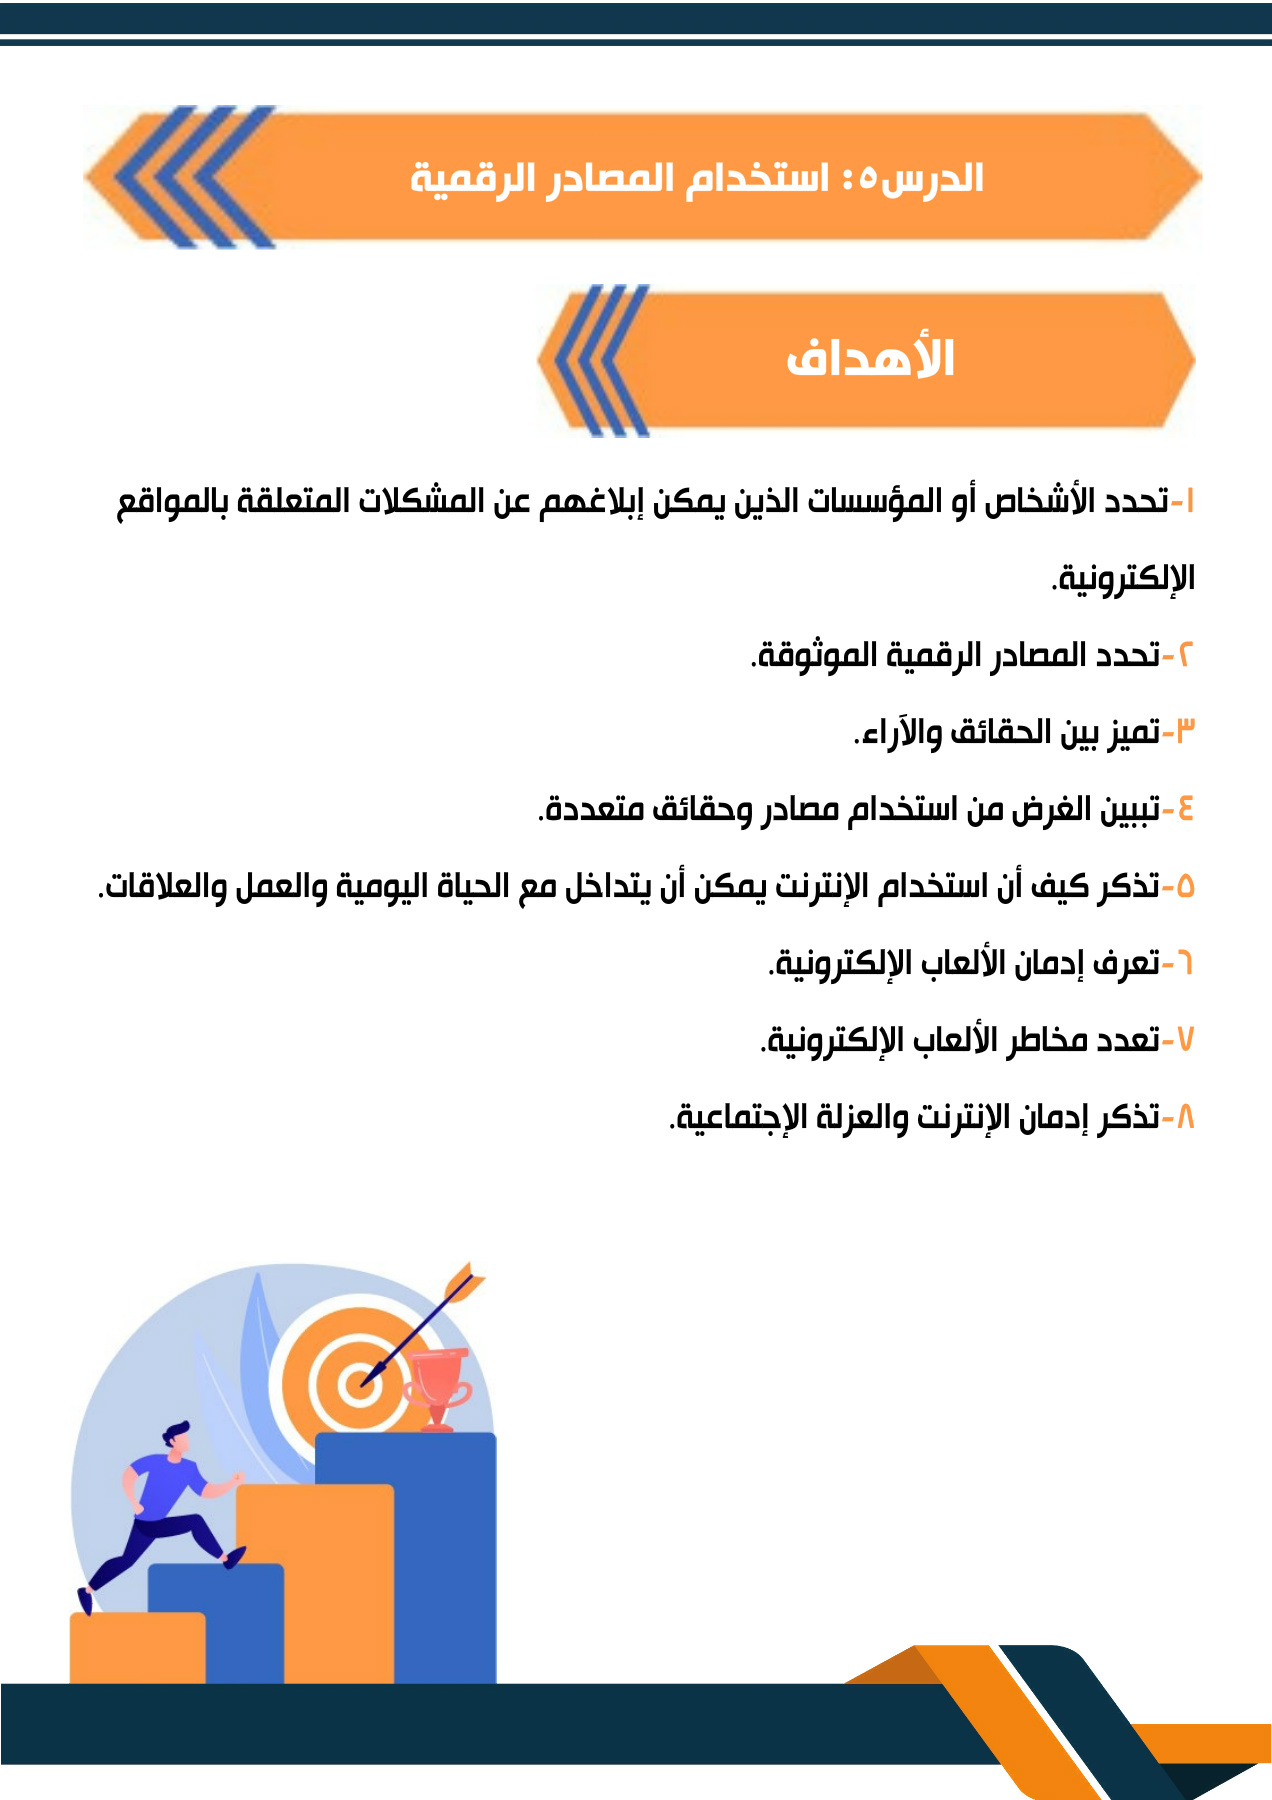 الدرس٥: استخدام المصادر الرقمية
الأهداف
١-تحدد الأشخاص أو المؤسسات الذين يمكن إبلاغهم عن المشكلات المتعلقة بالمواقع
الإلكترونية.
٢-تحدد المصادر الرقمية الموثوقة.
٣-تميز بين الحقائق والآراء.
٤-تببين الغرض من استخدام مصادر وحقائق متعددة.
٥-تذكر كيف أن استخدام الإنترنت يمكن أن يتداخل مع الحياة اليومية والعمل والعلاقات.
٦-تعرف إدمان الألعاب الإلكترونية.
٧-تعدد مخاطر الألعاب الإلكترونية.
٨-تذكر إدمان الإنترنت والعزلة الإجتماعية.